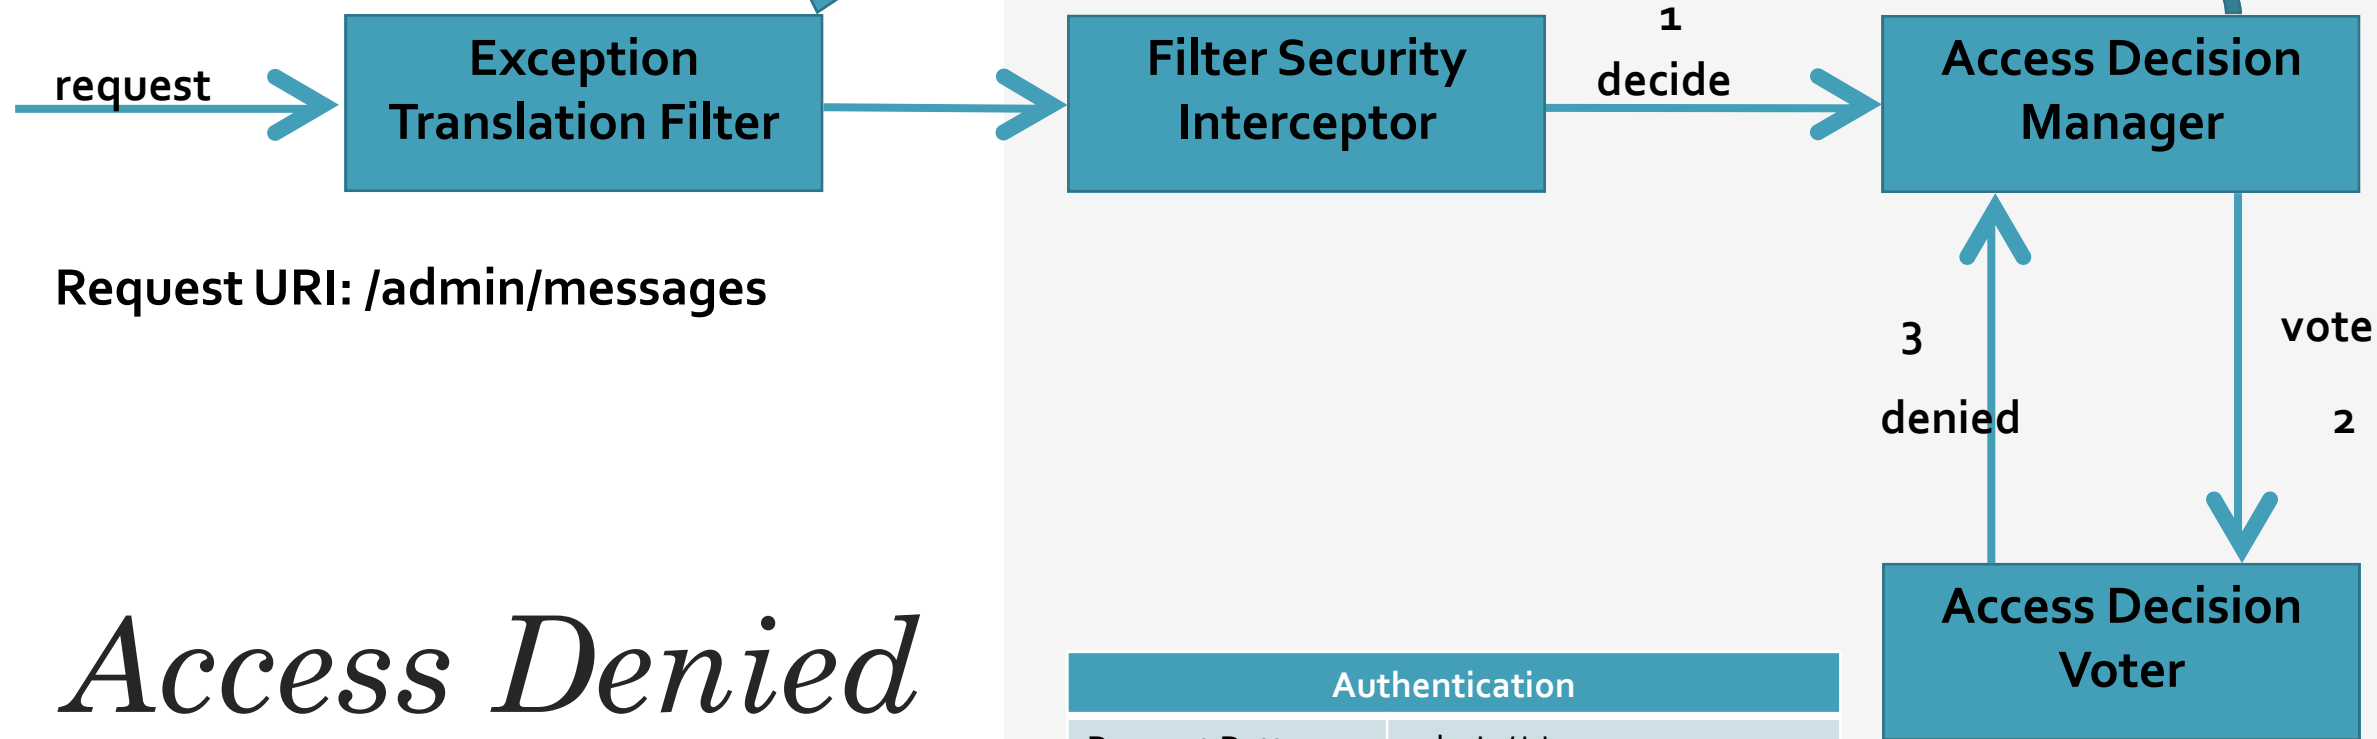 request
Exception
Translation Filter
Filter Security
Interceptor
1
decide
Access Decision
Manager
Request URI: /admin/messages
3
denied
vote
2
Access Decision
Voter
Access Denied
Authentication